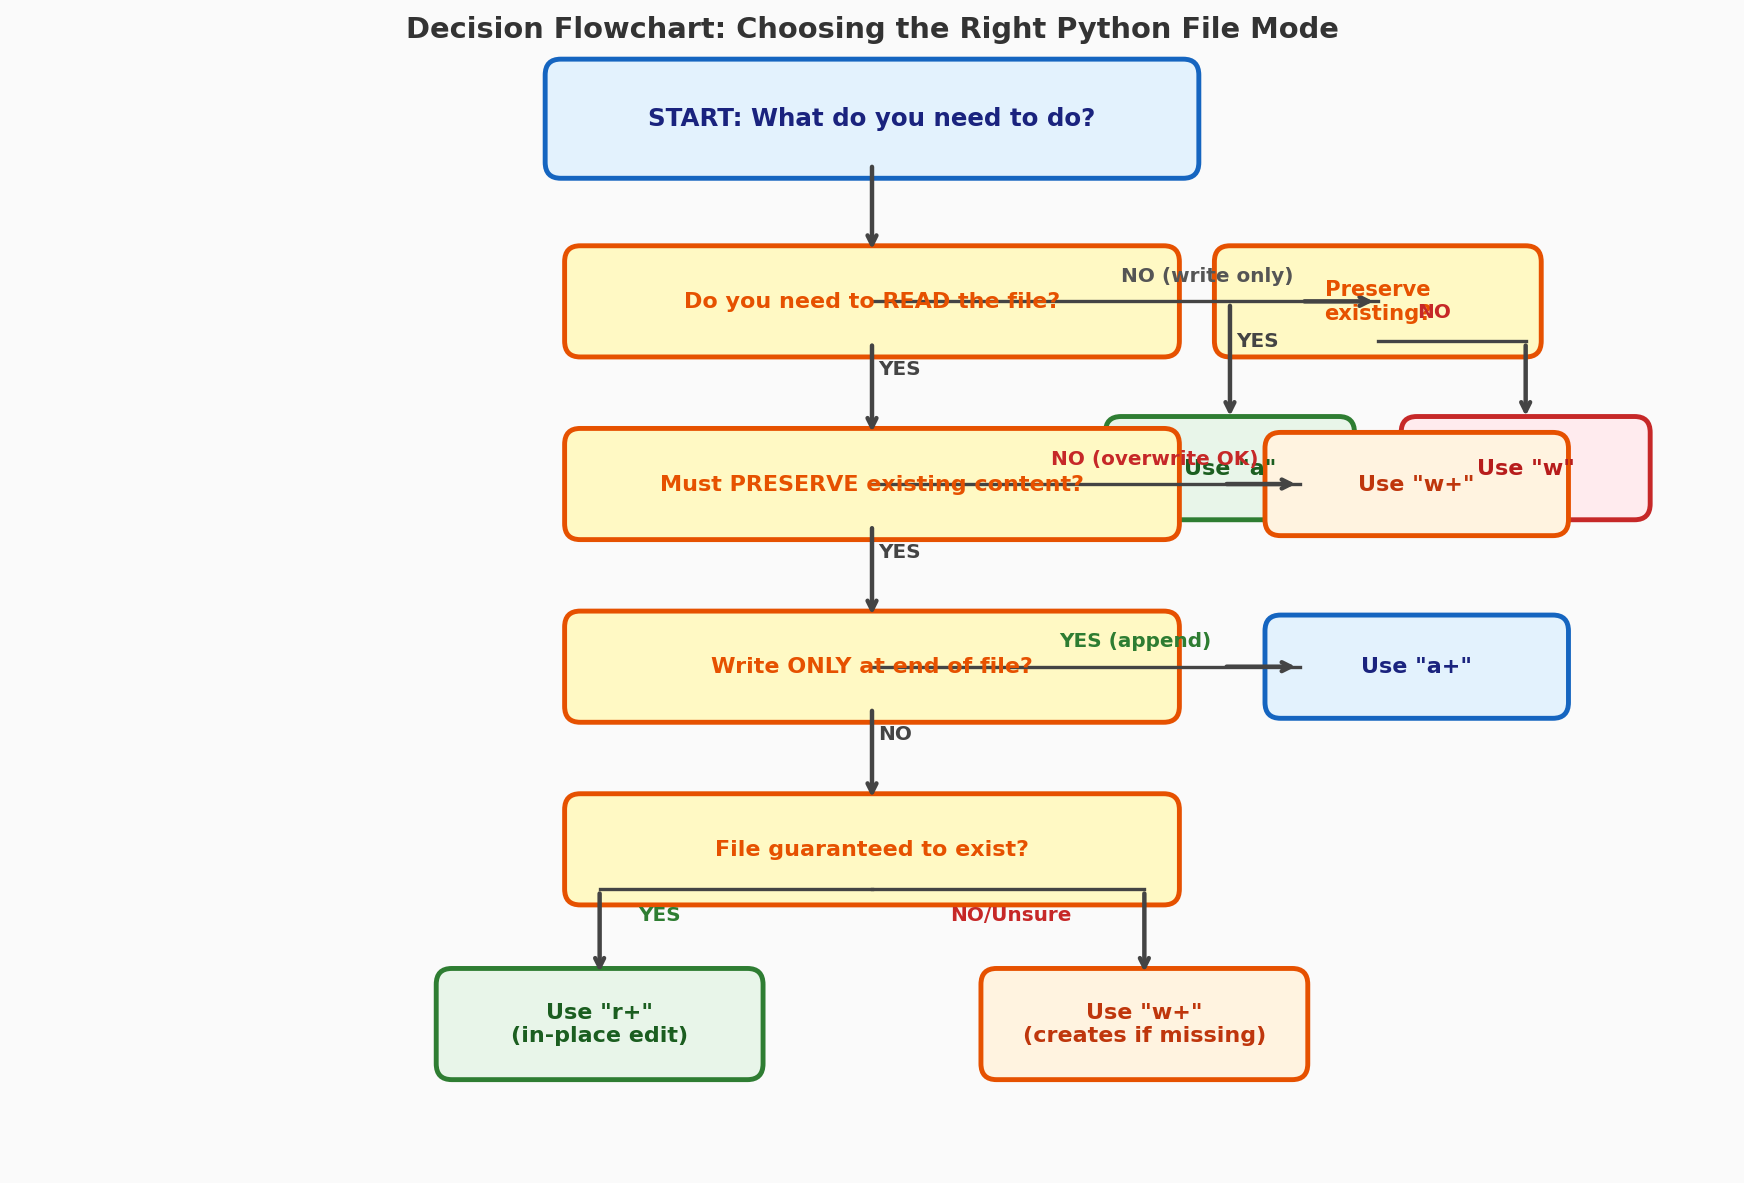 Decision Flowchart: Choosing the Right Python File Mode
START: What do you need to do?
Do you need to READ the file?
NO (write only)
Preserve
existing?
NO
YES
YES
Must PRESERVE existing content?
NO (overwrite OK)
Use "a"
Use "w+"
Use "w"
YES
Write ONLY at end of file?
YES (append)
Use "a+"
NO
File guaranteed to exist?
YES
NO/Unsure
Use "r+"
(in-place edit)
Use "w+"
(creates if missing)